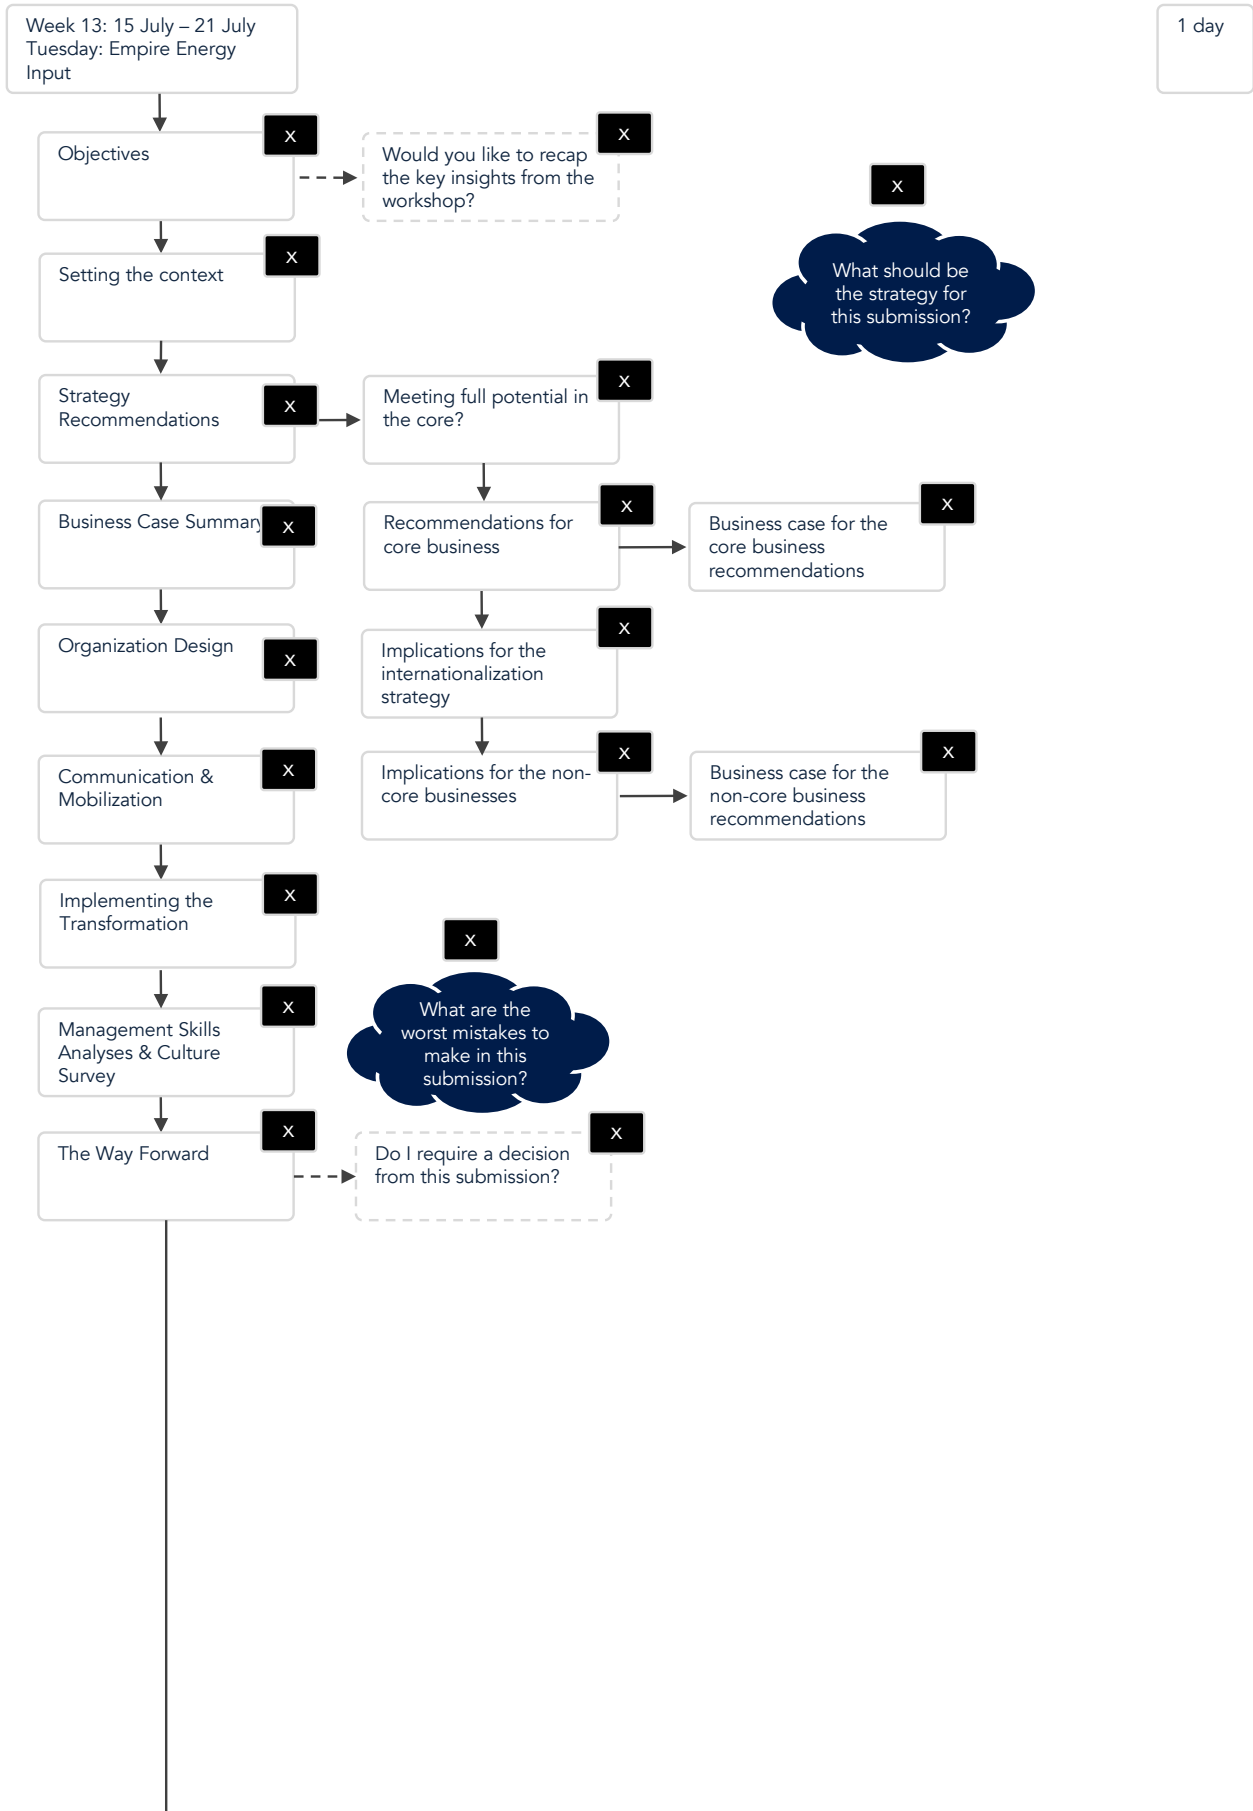 Week 13: 15 July – 21 July
Tuesday: Empire Energy
Input
1 day
X
Objectives
X
Would you like to recap
the key insights from the
workshop?
X
What should be
the strategy for
this submission?
X
Setting the context
X
Strategy
Recommendations
X
Meeting full potential in
the core?
X
Business Case Summary
X
Recommendations for
core business
X
Business case for the
core business
recommendations
X
Organization Design
X
Implications for the
internationalization
strategy
X
Communication &
Mobilization
X
Implications for the non-
core businesses
X
Business case for the
non-core business
recommendations
X
Implementing the
Transformation
X
What are the
worst mistakes to
make in this
submission?
X
Management Skills
Analyses & Culture
Survey
X
The Way Forward
X
Do I require a decision
from this submission?